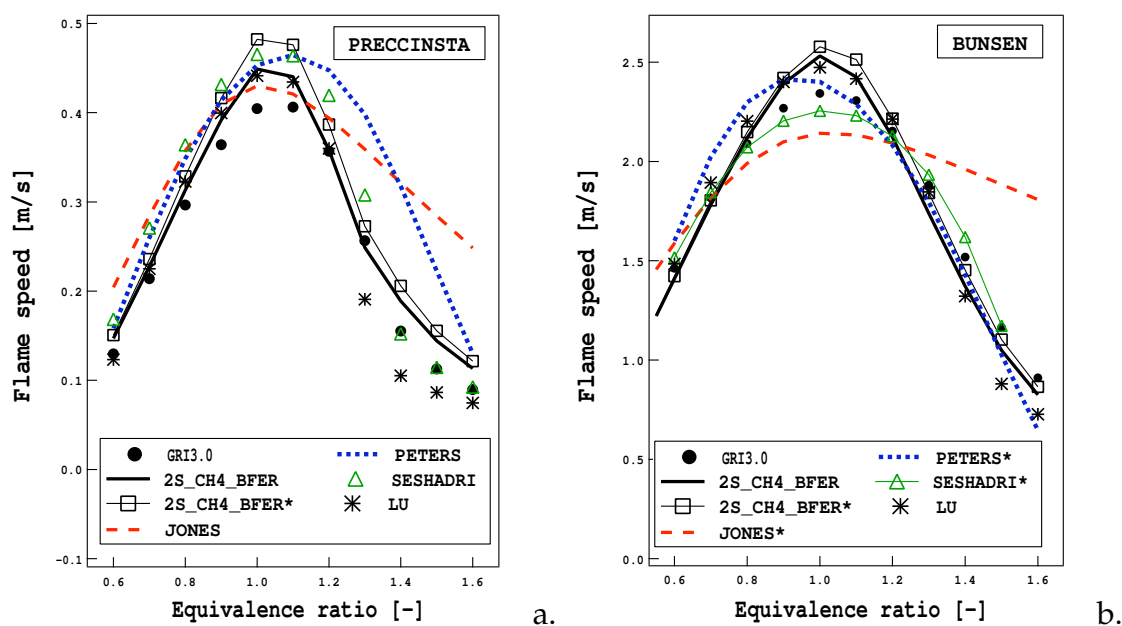 PRECCINSTA
Flame speed [m/s]
0.5
0.4
0.3
0.2
0.1
0.0
−0.1
GRI3.0
2S_CH4_BFER
2S_CH4_BFER*
JONES
PETERS
SESHADRI
LU
0.6 0.8 1.0 1.2 1.4 1.6
Equivalence ratio [-]
a.
BUNSEN
Flame speed [m/s]
2.5
2.0
1.5
1.0
0.5
0.0
GRI3.0
2S_CH4_BFER
2S_CH4_BFER*
JONES*
PETERS*
SESHADRI*
LU
0.6 0.8 1.0 1.2 1.4 1.6
Equivalence ratio [-]
b.